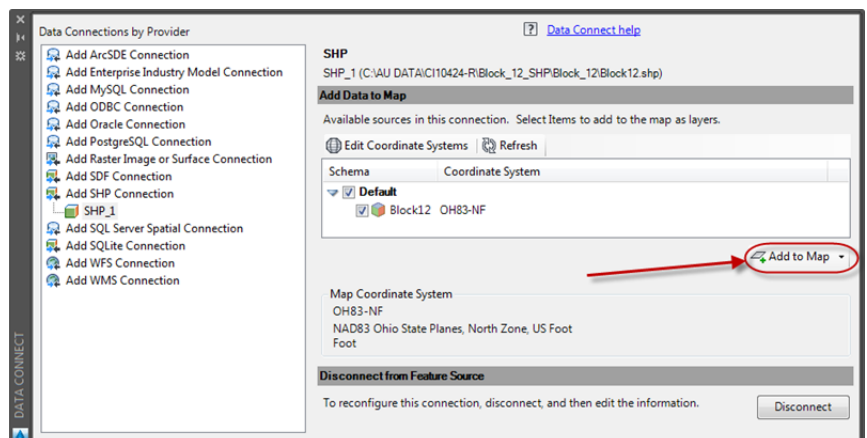 Data Connections by Provider
Add ArcSDE Connection
Add Enterprise Industry Model Connection
Add MySQL Connection
Add ODBC Connection
Add Oracle Connection
Add PostgreSQL Connection
Add Raster Image or Surface Connection
Add SDF Connection
Add SHP Connection
SHP_1
Add SQL Server Spatial Connection
Add SQLite Connection
Add WFS Connection
Add WMS Connection
DATA CONNECT
? Data Connect help
SHP
SHP_1 (C:\AU DATA\CI10424-R\Block_12_SHP\Block_12\Block12.shp)
Add Data to Map
Available sources in this connection. Select Items to add to the map as layers.
Edit Coordinate Systems Refresh
Schema Coordinate System
Default
Block12 OH83-NF
Add to Map
Map Coordinate System
OH83-NF
NAD83 Ohio State Planes, North Zone, US Foot
Foot
Disconnect from Feature Source
To reconfigure this connection, disconnect, and then edit the information.
Disconnect